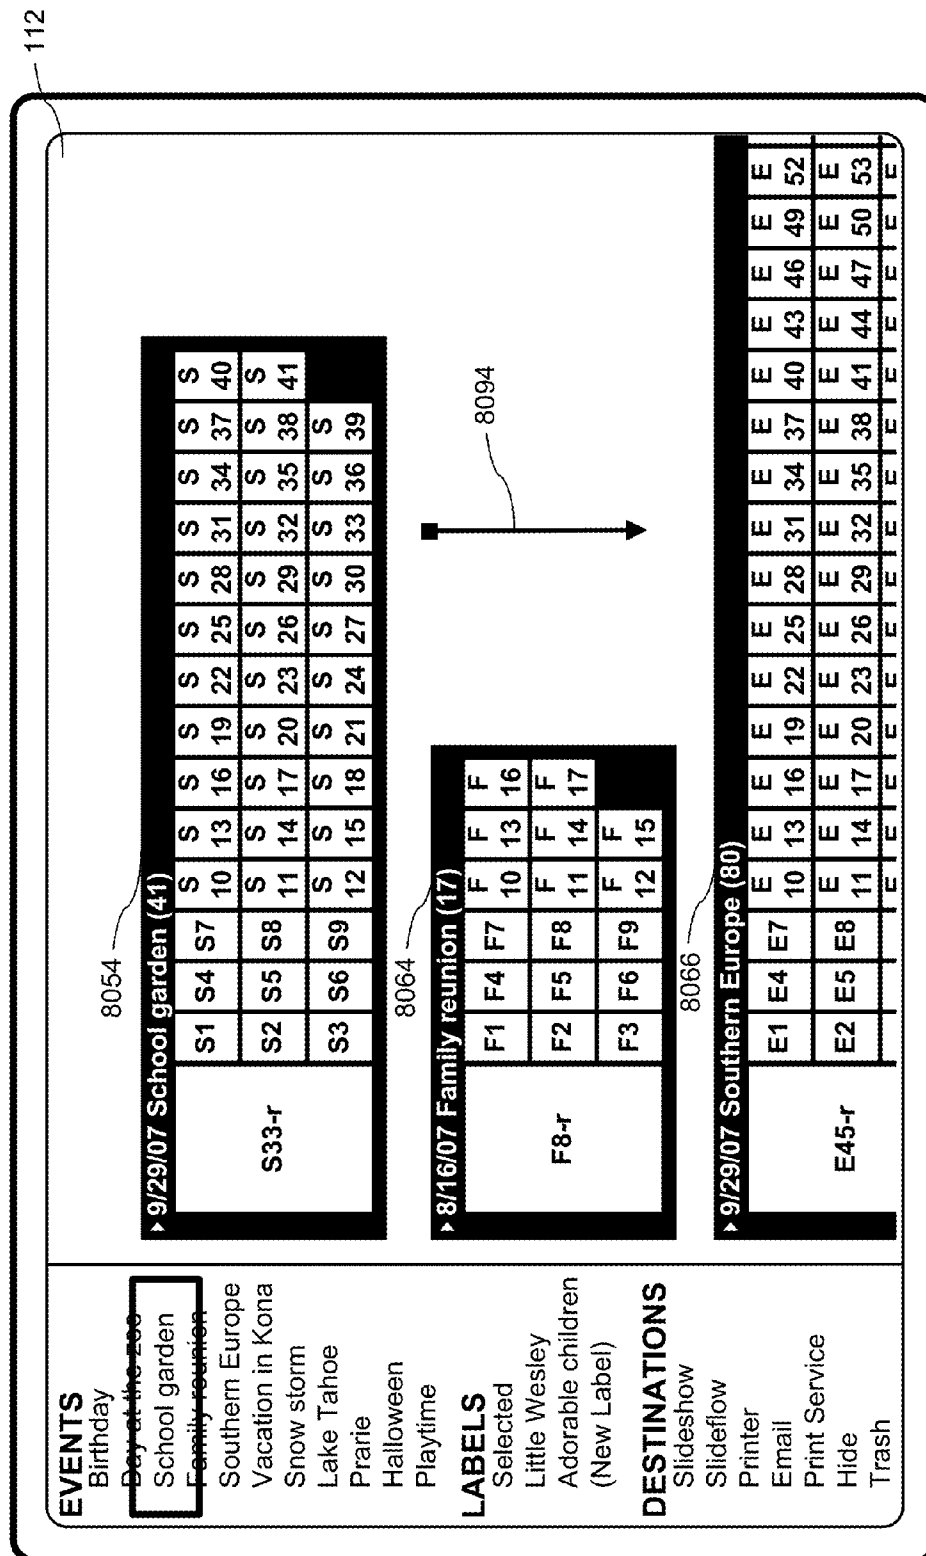 112
EVENTS
Birthday
Day at the zoo
School garden
Family reunion
Southern Europe
Vacation in Kona
Snow storm
Lake Tahoe
Prarie
Halloween
Playtime
LABELS
Selected
Little Wesley
Adorable children
(New Label)
DESTINATIONS
Slideshow
Slideflow
Printer
Email
Print Service
Hide
Trash
8054
9/29/07 School garden (41)
S33-r
S1 S4 S7 S 10 S 13 S 16 S 19 S 22 S 25 S 28 S 31 S 34 S 37 S 40
S2 S5 S8 S 11 S 14 S 17 S 20 S 23 S 26 S 29 S 32 S 35 S 38 S 41
S3 S6 S9 S 12 S 15 S 18 S 21 S 24 S 27 S 30 S 33 S 36 S 39
8064
8/16/07 Family reunion (17)
F8-r
F1 F4 F7 F 10 F 13 F 16
F2 F5 F8 F 11 F 14 F 17
F3 F6 F9 F 12 F 15
8094
8066
9/29/07 Southern Europe (80)
E45-r
E1 E4 E7 E 10 E 13 E 16 E 19 E 22 E 25 E 28 E 31 E 34 E 37 E 40 E 43 E 46 E 49 E 52
E2 E5 E8 E 11 E 14 E 17 E 20 E 23 E 26 E 29 E 32 E 35 E 38 E 41 E 44 E 47 E 50 E 53
E E E E E E E E E E E E E E E